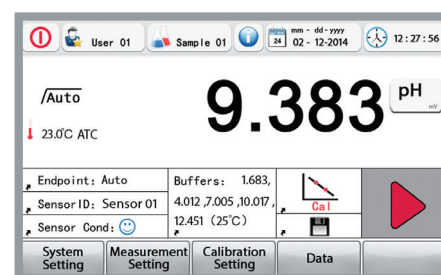 User 01 Sample 01 mm - dd - yyyy 02 - 12-2014 12:27:56
24
/Auto
9.383 pH
mV
23.0℃ ATC
Endpoint: Auto
Buffers: 1.683,
4.012 ,7.005 ,10.017 ,
12.451 (25℃)
Sensor ID: Sensor 01
Sensor Cond:
Cal
System Setting
Measurement Setting
Calibration Setting
Data